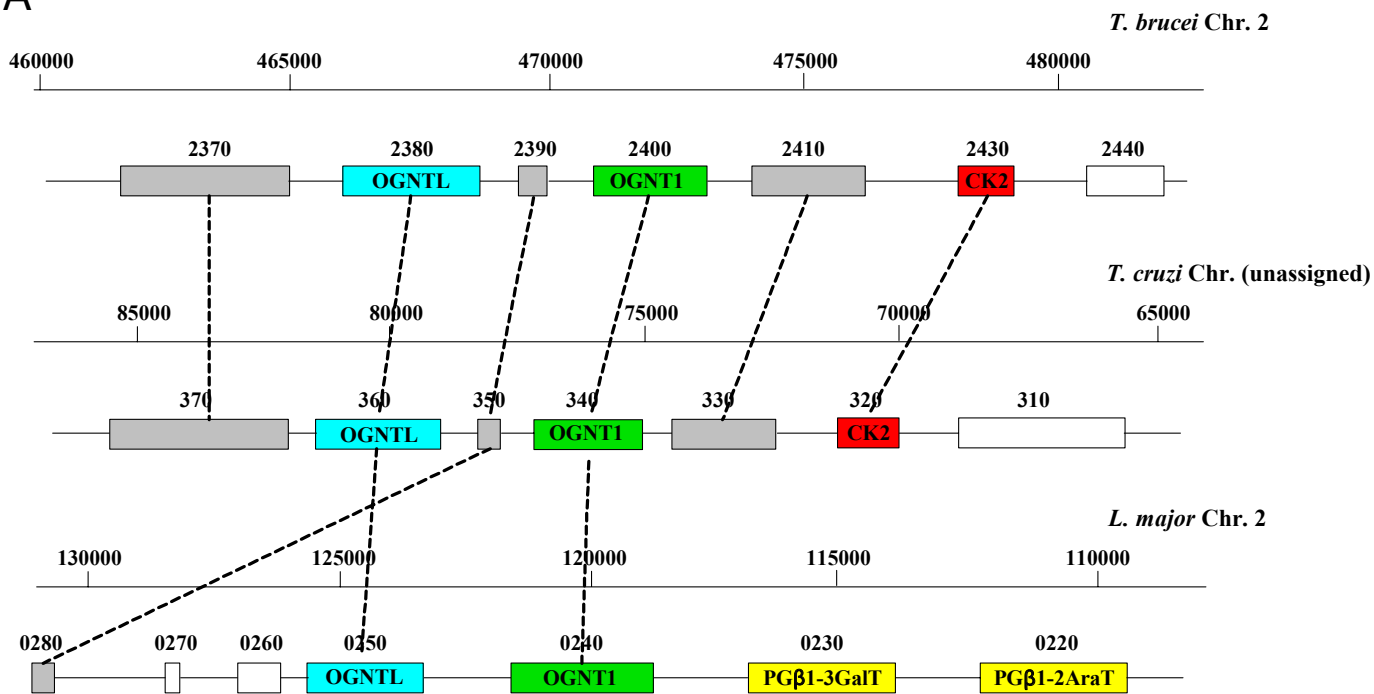 A
T. brucei Chr. 2
460000 465000 470000 475000 480000
2370 2380 2390 2400 2410 2430 2440
OGNTL OGNT1 CK2
T. cruzi Chr. (unassigned)
85000 80000 75000 70000 65000
370 360 350 340 330 320 310
OGNTL OGNT1 CK2
L. major Chr. 2
130000 125000 120000 115000 110000
0280 0270 0260 0250 0240 0230 0220
OGNTL OGNT1 PGβ1-3GalT PGβ1-2AraT